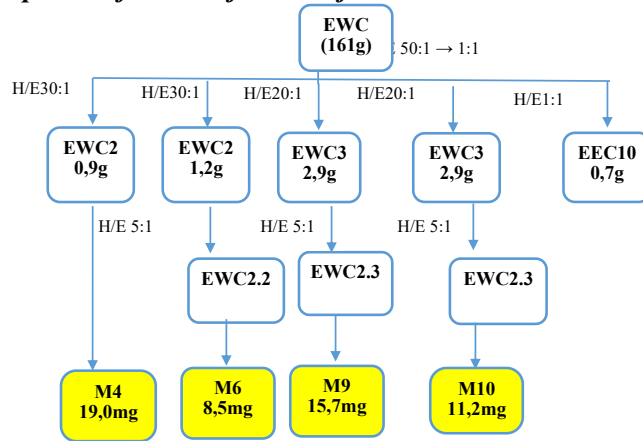 EWC
(161g)
50:1 → 1:1
H/E30:1
H/E30:1
H/E20:1
H/E20:1
H/E1:1
EWC2
0,9g
EWC2
1,2g
EWC3
2,9g
EWC3
2,9g
EEC10
0,7g
H/E 5:1
H/E 5:1
H/E 5:1
EWC2.2
EWC2.3
EWC2.3
M4
19,0mg
M6
8,5mg
M9
15,7mg
M10
11,2mg